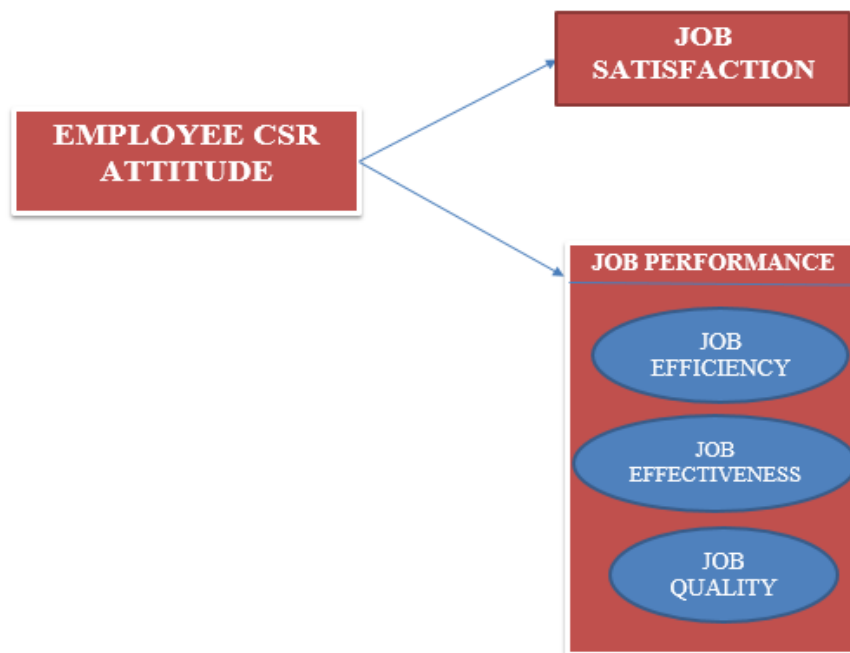 EMPLOYEE CSR
ATTITUDE
JOB
SATISFACTION
JOB PERFORMANCE
JOB
EFFICIENCY
JOB
EFFECTIVENESS
JOB
QUALITY